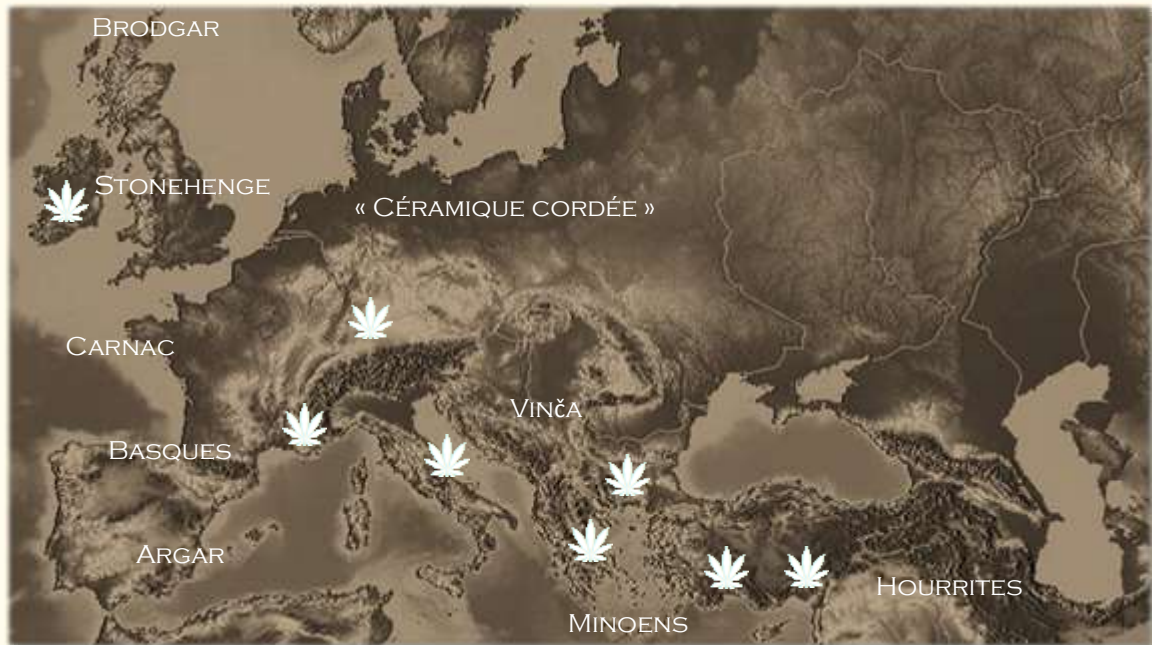 BRODGAR
STONEHENGE
« CÉRAMIQUE CORDÉE »
CARNAC
VINČA
BASQUES
ARGAR
HOURRITES
MINOENS